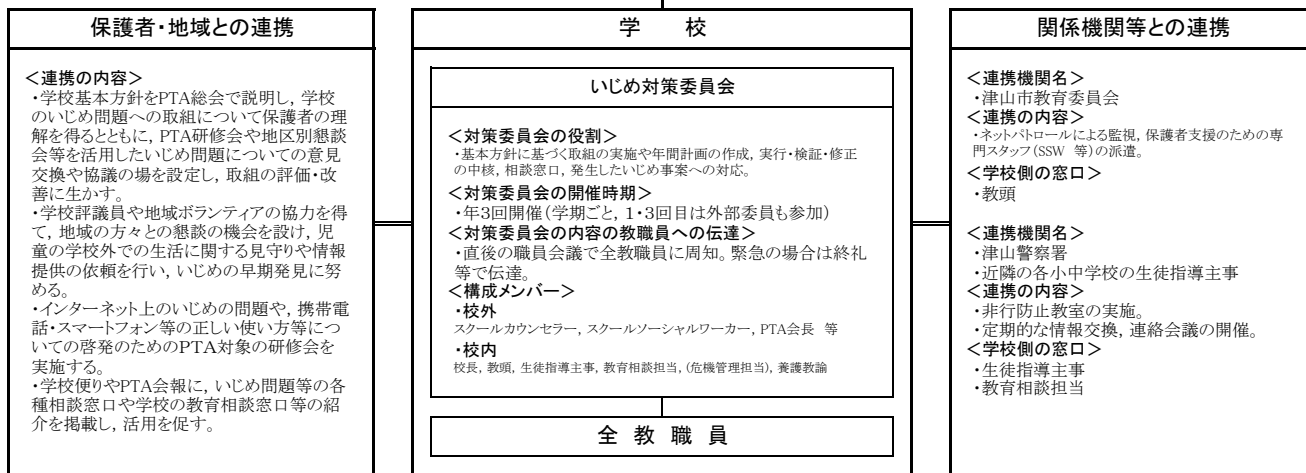 保護者・地域との連携
<連携の内容>
・学校基本方針をPTA総会で説明し, 学校
のいじめ問題への取組について保護者の理
解を得るとともに, PTA研修会や地区別懇談
会等を活用したいじめ問題についての意見
交換や協議の場を設定し, 取組の評価・改
善に生かす。
・学校評議員や地域ボランティアの協力を得
て, 地域の方々との懇談の機会を設け, 児
童の学校外での生活に関する見守りや情報
提供の依頼を行い, いじめの早期発見に努
める。
・インターネット上のいじめの問題や, 携帯電
話・スマートフォン等の正しい使い方等につ
いての啓発のためのPTA対象の研修会を
実施する。
・学校便りやPTA会報に, いじめ問題等の各
種相談窓口や学校の教育相談窓口等の紹
介を掲載し, 活用を促す。
学 校
いじめ対策委員会
<対策委員会の役割>
・基本方針に基づく取組の実施や年間計画の作成, 実行・検証・修正
の中核, 相談窓口, 発生したいじめ事案への対応。
<対策委員会の開催時期>
・年3回開催(学期ごと, 1・3回目は外部委員も参加)
<対策委員会の内容の教職員への伝達>
・直後の職員会議で全教職員に周知。緊急の場合は終礼
等で伝達。
<構成メンバー>
・校外
スクールカウンセラー, スクールソーシャルワーカー, PTA会長 等
・校内
校長, 教頭, 生徒指導主事, 教育相談担当, (危機管理担当), 養護教諭
全 教 職 員
関係機関等との連携
<連携機関名>
・津山市教育委員会
<連携の内容>
・ネットパトロールによる監視, 保護者支援のための専
門スタッフ(SSW 等)の派遣。
<学校側の窓口>
・教頭
<連携機関名>
・津山警察署
・近隣の各小中学校の生徒指導主事
<連携の内容>
・非行防止教室の実施。
・定期的な情報交換, 連絡会議の開催。
<学校側の窓口>
・生徒指導主事
・教育相談担当